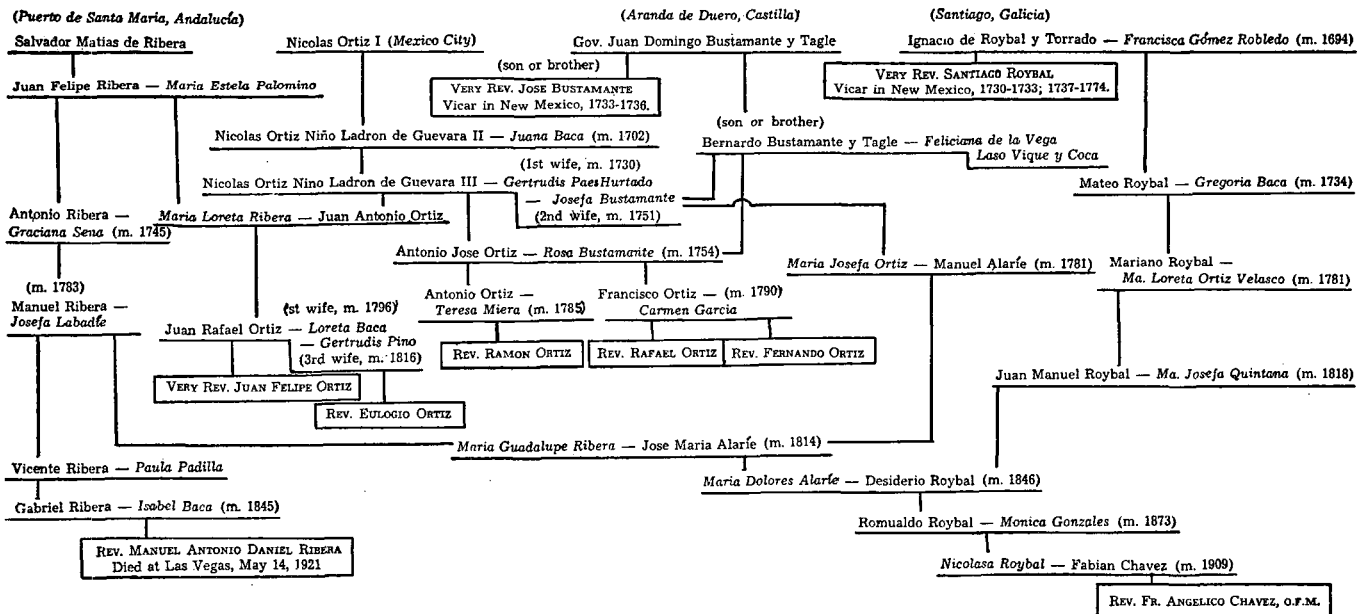 (Puerto de Santa Maria, Andalucía)
(Aranda de Duero, Castilla)
(Santiago, Galicia)
Salvador Matias de Ribera
Nicolas Ortiz I (Mexico City)
Gov. Juan Domingo Bustamante y Tagle
Ignacio de Roybal y Torrado — Francisca Gómez Robledo (m. 1694)
(son or brother)
VERY REV. JOSE BUSTAMANTE
Vicar in New Mexico, 1733-1736.
VERY REV. SANTIAGO ROYBAL
Vicar in New Mexico, 1730-1733; 1737-1774.
Juan Felipe Ribera — Maria Estela Palomino
(son or brother)
Nicolas Ortiz Niño Ladron de Guevara II — Juana Baca (m. 1702)
Bernardo Bustamante y Tagle — Feliciana de la Vega
Laso Vique y Coca
(1st wife, m. 1730)
Nicolas Ortiz Nino Ladron de Guevara III — Gertrudis Paes Hurtado
— Josefa Bustamante
(2nd wife, m. 1751)
Mateo Roybal — Gregoria Baca (m. 1734)
Antonio Ribera —
Graciana Sena (m. 1745)
Maria Loreta Ribera — Juan Antonio Ortiz
Antonio Jose Ortiz — Rosa Bustamante (m. 1754)
Maria Josefa Ortiz — Manuel Alaríe (m. 1781)
Mariano Roybal —
Ma. Loreta Ortiz Velasco (m. 1781)
(m. 1783)
Manuel Ribera —
Josefa Labadíe
(st wife, m. 1796)
Juan Rafael Ortiz — Loreta Baca
— Gertrudis Pino
(3rd wife, m. 1816)
Antonio Ortiz —
Teresa Miera (m. 1785)
Francisco Ortiz — (m. 1790)
Carmen Garcia
REV. RAMON ORTIZ
REV. RAFAEL ORTIZ
REV. FERNANDO ORTIZ
VERY REV. JUAN FELIPE ORTIZ
REV. EULOGIO ORTIZ
Juan Manuel Roybal — Ma. Josefa Quintana (m. 1818)
Maria Guadalupe Ribera — Jose Maria Alaríe (m. 1814)
Vicente Ribera — Paula Padilla
Maria Dolores Alaríe — Desiderio Roybal (m. 1846)
Gabriel Ribera — Isabel Baca (m. 1845)
Romualdo Roybal — Monica Gonzales (m. 1873)
REV. MANUEL ANTONIO DANIEL RIBERA
Died at Las Vegas, May 14, 1921
Nicolasa Roybal — Fabian Chavez (m. 1909)
REV. FR. ANGELICO CHAVEZ, O.F.M.